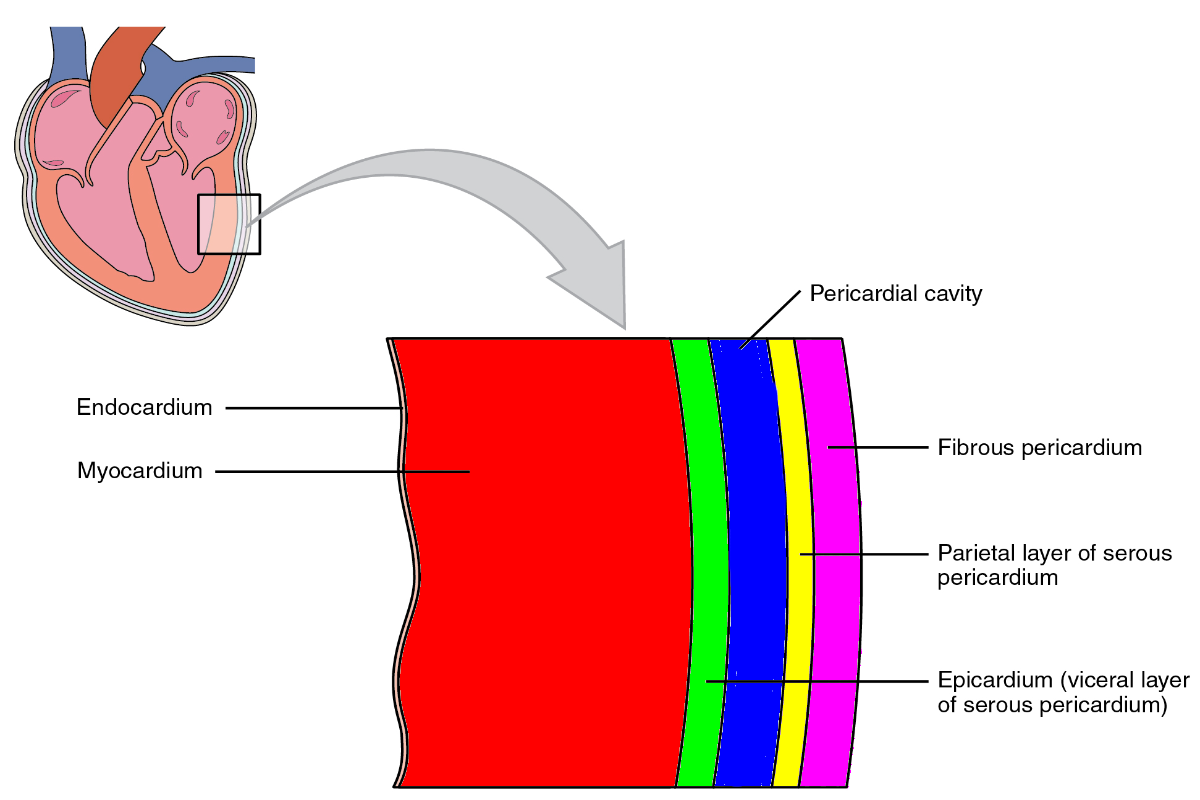 Pericardial cavity
Endocardium
Myocardium
Fibrous pericardium
Parietal layer of serous
pericardium
Epicardium (viceral layer
of serous pericardium)